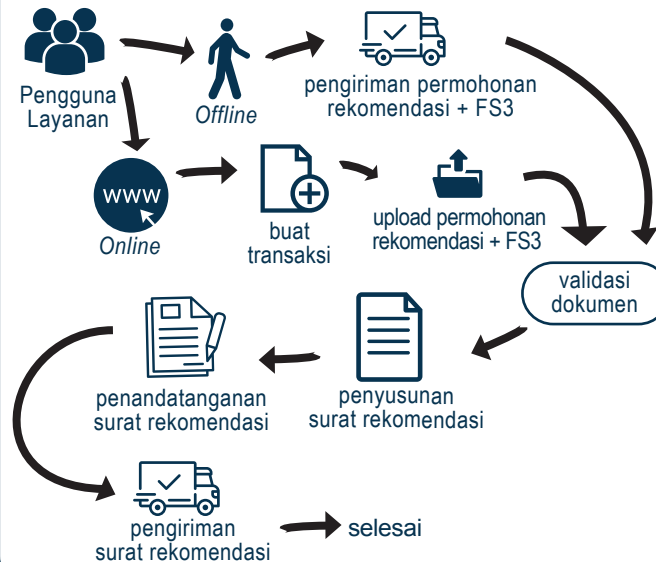 Pengguna
Layanan
Offline
pengiriman permohonan
rekomendasi + FS3
www
Online
buat
transaksi
upload permohonan
rekomendasi + FS3
validasi
dokumen
penyusunan
surat rekomendasi
penandatanganan
surat rekomendasi
pengiriman
surat rekomendasi
selesai